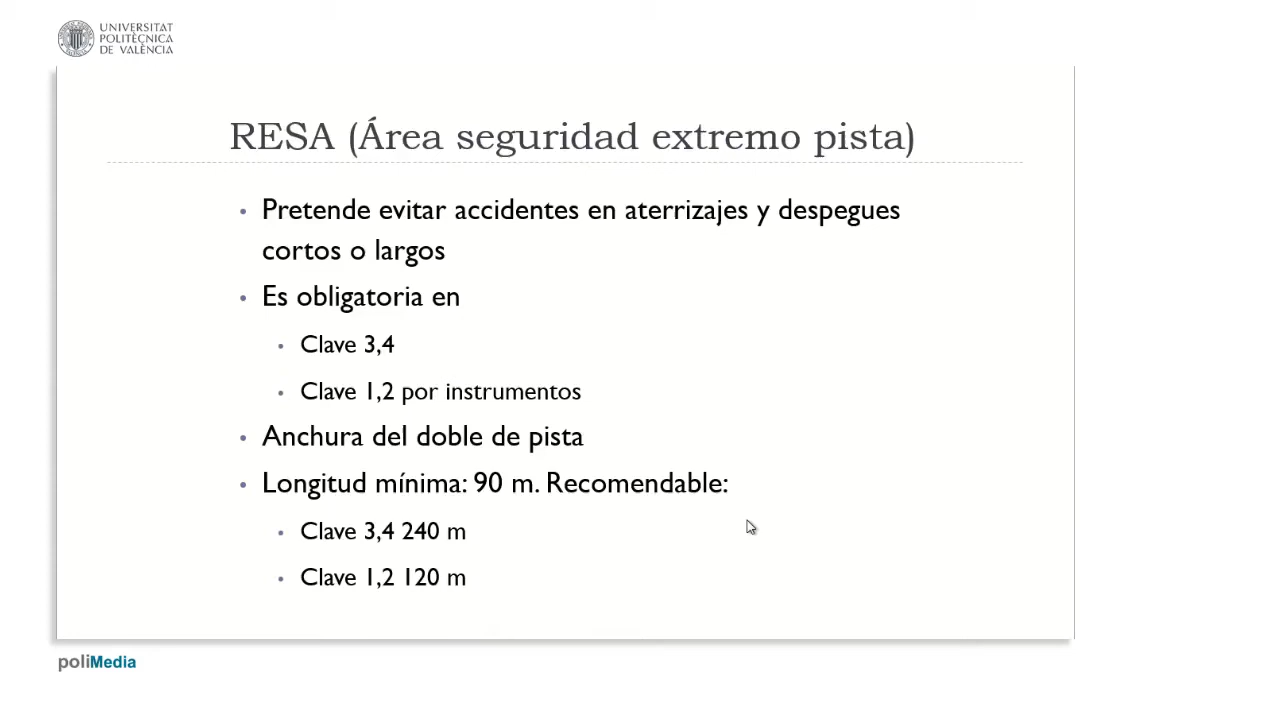 UNIVERSITAT
POLITÈCNICA
DE VALÈNCIA
RESA (Área seguridad extremo pista)
• Pretende evitar accidentes en aterrizajes y despegues
cortos o largos
• Es obligatoria en
• Clave 3,4
• Clave 1,2 por instrumentos
• Anchura del doble de pista
• Longitud mínima: 90 m. Recomendable:
• Clave 3,4 240 m
• Clave 1,2 120 m
poliMedia